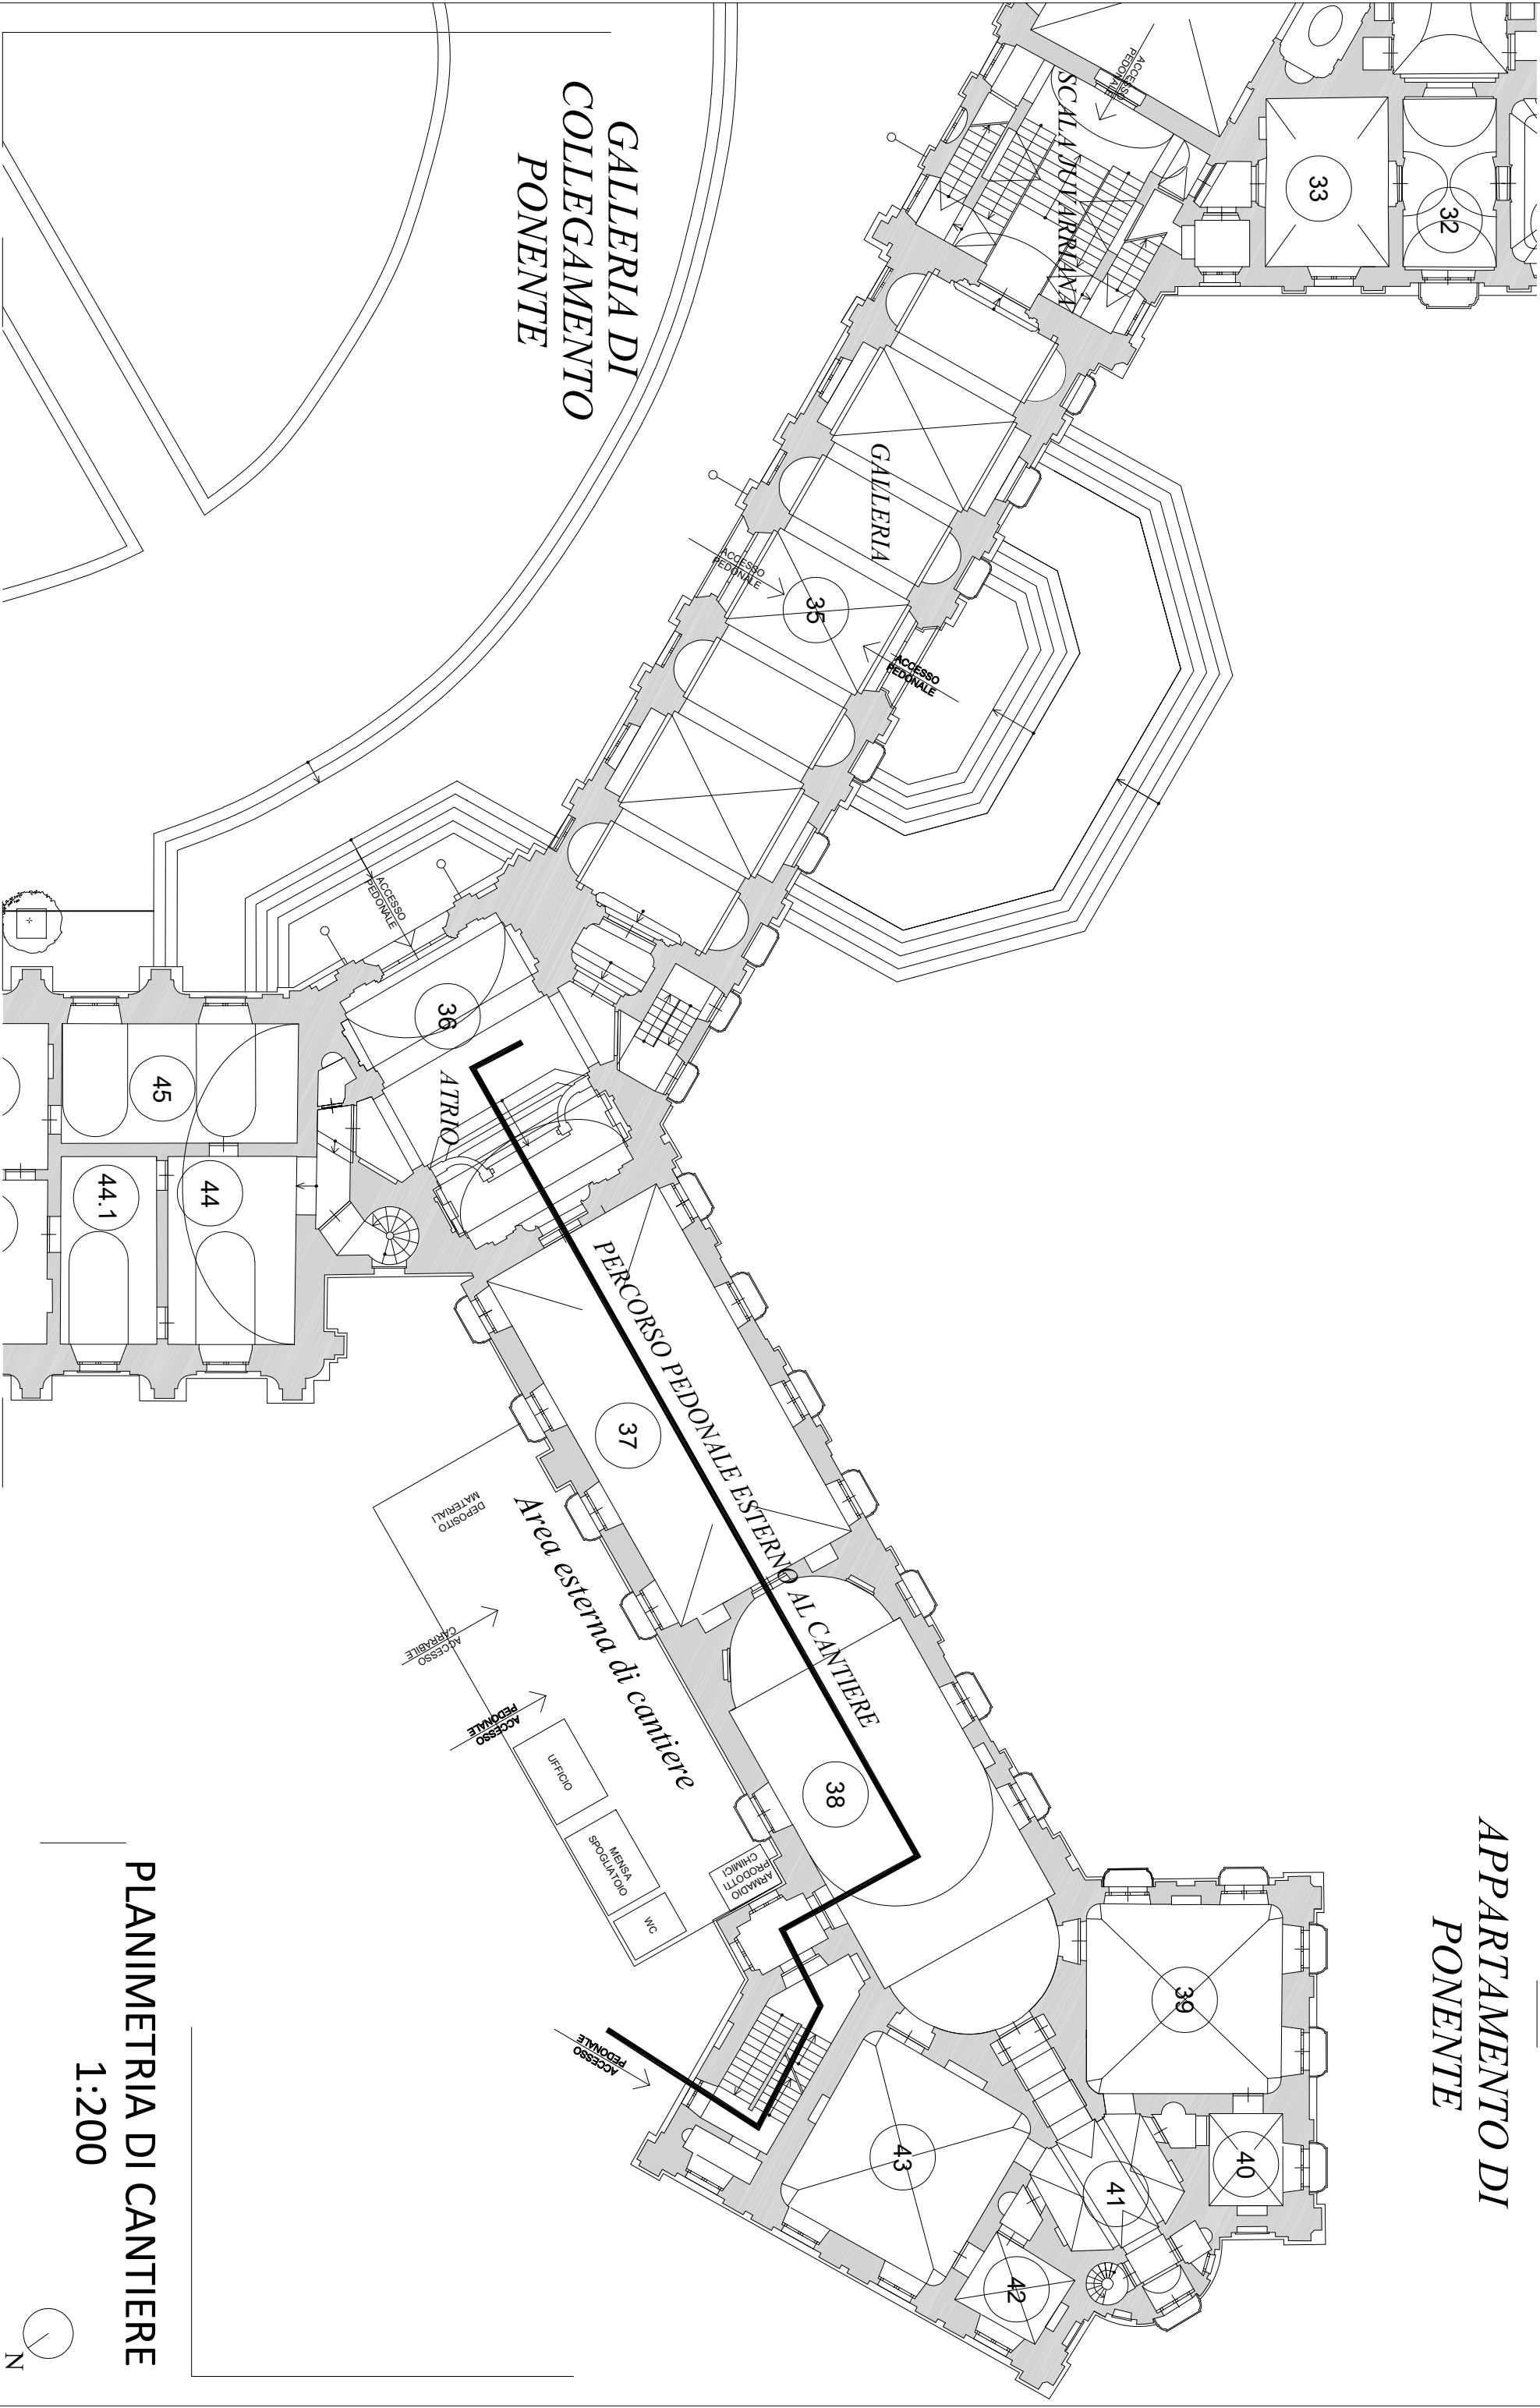 APPARTAMENTO DI
PONENTE
33
32
ACCESSO
PEDONALE
SCALA JUVARRIANA
GALLERIA DI
COLLEGAMENTO
PONENTE
GALLERIA
ACCESSO
PEDONALE
35
ACCESSO
PEDONALE
ACCESSO
PEDONALE
36
ATRIO
45
44
44.1
PERCORSO PEDONALE ESTERNO AL CANTIERE
37
38
39
40
41
42
43
Area esterna di cantiere
DEPOSITO
MATERIALI
ACCESSO
CARRABILE
ACCESSO
PEDONALE
UFFICIO
MENSA
SPOGLIATOIO
WC
ARMADIO
PRODOTTI
CHIMICI
ACCESSO
PEDONALE
PLANIMETRIA DI CANTIERE
1:200
N